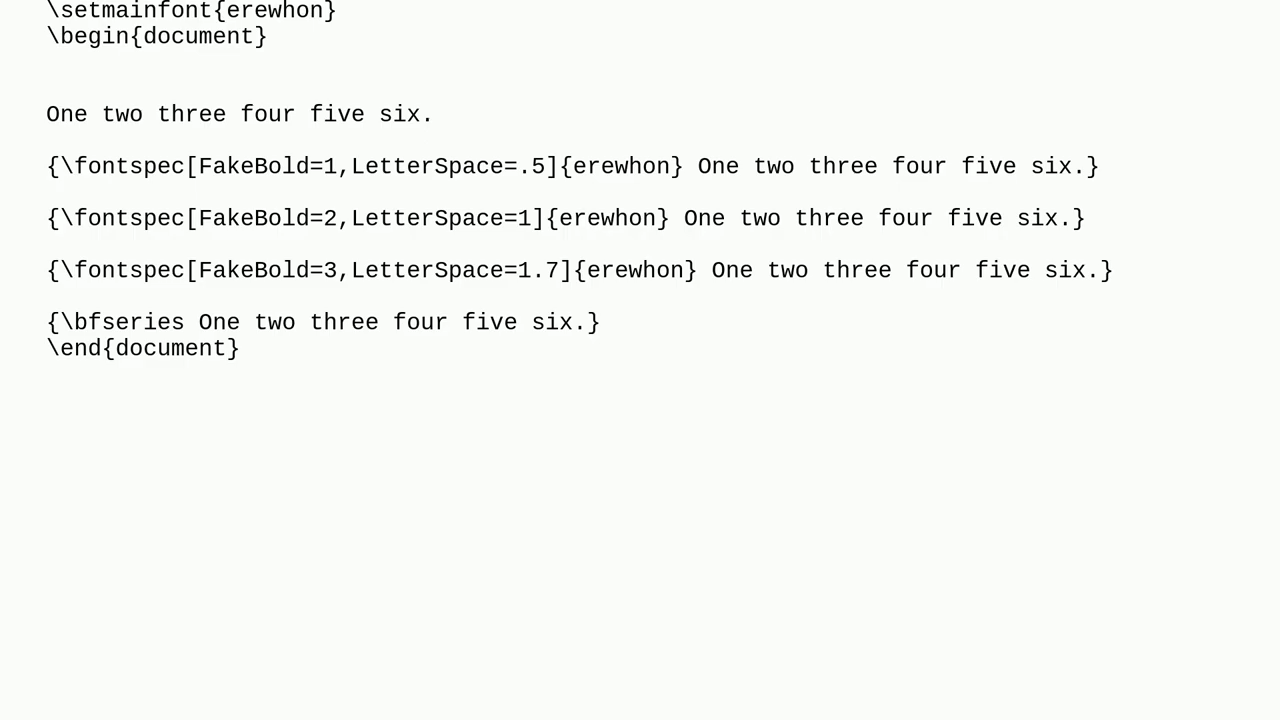 \setmainfont{erewhon}
\begin{document}
One two three four five six.
{\fontspec[FakeBold=1,LetterSpace=.5]{erewhon} One two three four five six.}
{\fontspec[FakeBold=2,LetterSpace=1]{erewhon} One two three four five six.}
{\fontspec[FakeBold=3,LetterSpace=1.7]{erewhon} One two three four five six.}
{\bfseries One two three four five six.}
\end{document}